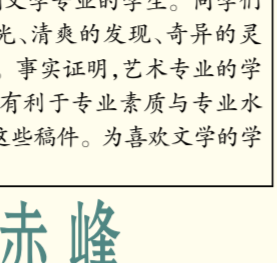 文学专业的学生。同学们
光、清爽的发现、奇异的灵
。事实证明,艺术专业的学
有利于专业素质与专业水
这些稿件。为喜欢文学的学
赤峰